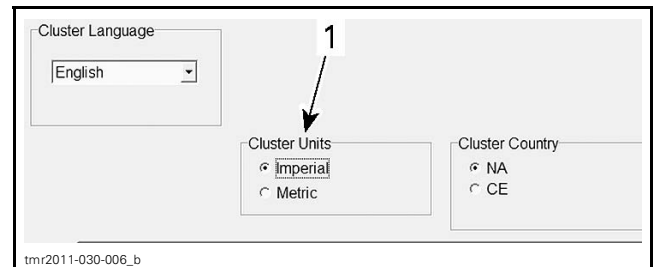 Cluster Language
1
English
Cluster Units
Cluster Country
Imperial
NA
Metric
CE
tmr2011-030-006_b